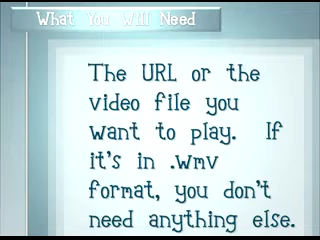 What You Will Need
The URL or the
video file you
want to play.  If
it's in .wmv
format, you don't
need anything else.